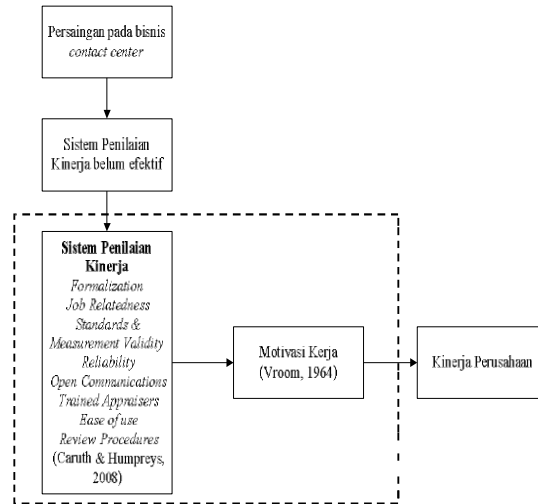 Persaingan pada bisnis
contact center
Sistem Penilaian
Kinerja belum efektif
Sistem Penilaian
Kinerja
Formalization
Job Relatedness
Standards &
Measurement Validity
Reliability
Open Communications
Trained Appraisers
Ease of use
Review Procedures
(Caruth & Humpreys,
2008)
Motivasi Kerja
(Vroom, 1964)
Kinerja Perusahaan